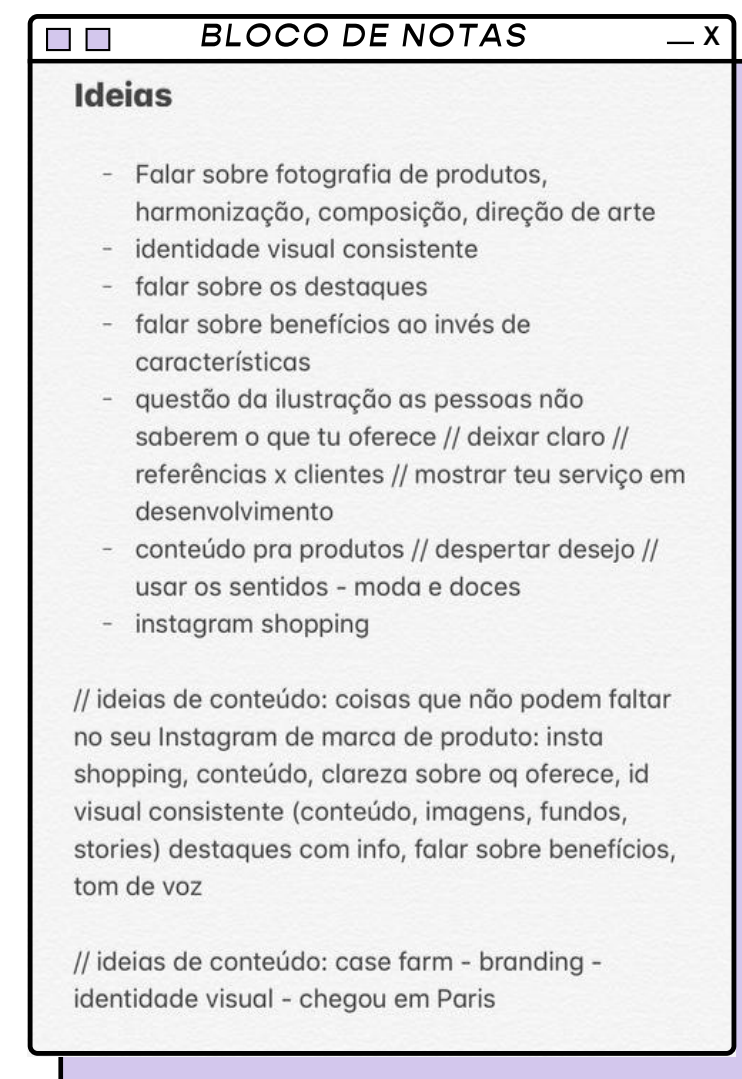 BLOCO DE NOTAS
X
Ideias
- Falar sobre fotografia de produtos,
harmonização, composição, direção de arte
- identidade visual consistente
- falar sobre os destaques
- falar sobre benefícios ao invés de
características
- questão da ilustração as pessoas não
saberem o que tu oferece // deixar claro //
referências x clientes // mostrar teu serviço em
desenvolvimento
- conteúdo pra produtos // despertar desejo //
usar os sentidos - moda e doces
- instagram shopping
// ideias de conteúdo: coisas que não podem faltar
no seu Instagram de marca de produto: insta
shopping, conteúdo, clareza sobre oq oferece, id
visual consistente (conteúdo, imagens, fundos,
stories) destaques com info, falar sobre benefícios,
tom de voz
// ideias de conteúdo: case farm - branding -
identidade visual - chegou em Paris